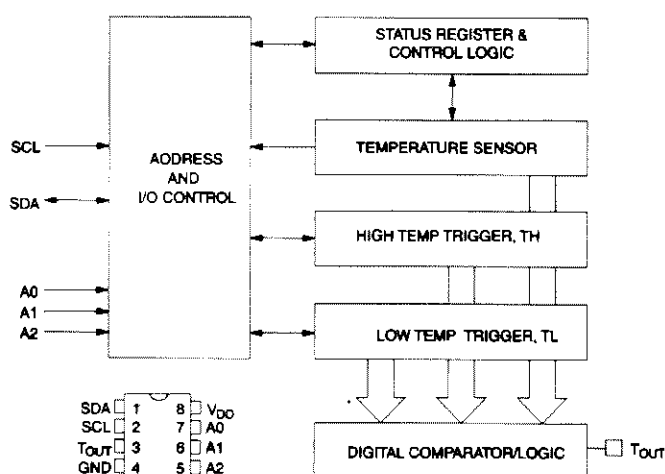 STATUS REGISTER &
CONTROL LOGIC
SCL
TEMPERATURE SENSOR
AODRESS
AND
I/O CONTROL
SDA
HIGH TEMP TRIGGER, TH
A0
A1
A2
LOW TEMP TRIGGER, TL
SDA 1 8 VDD
SCL 2 7 A0
TOUT 3 6 A1
GND 4 5 A2
DIGITAL COMPARATOR/LOGIC
TOUT